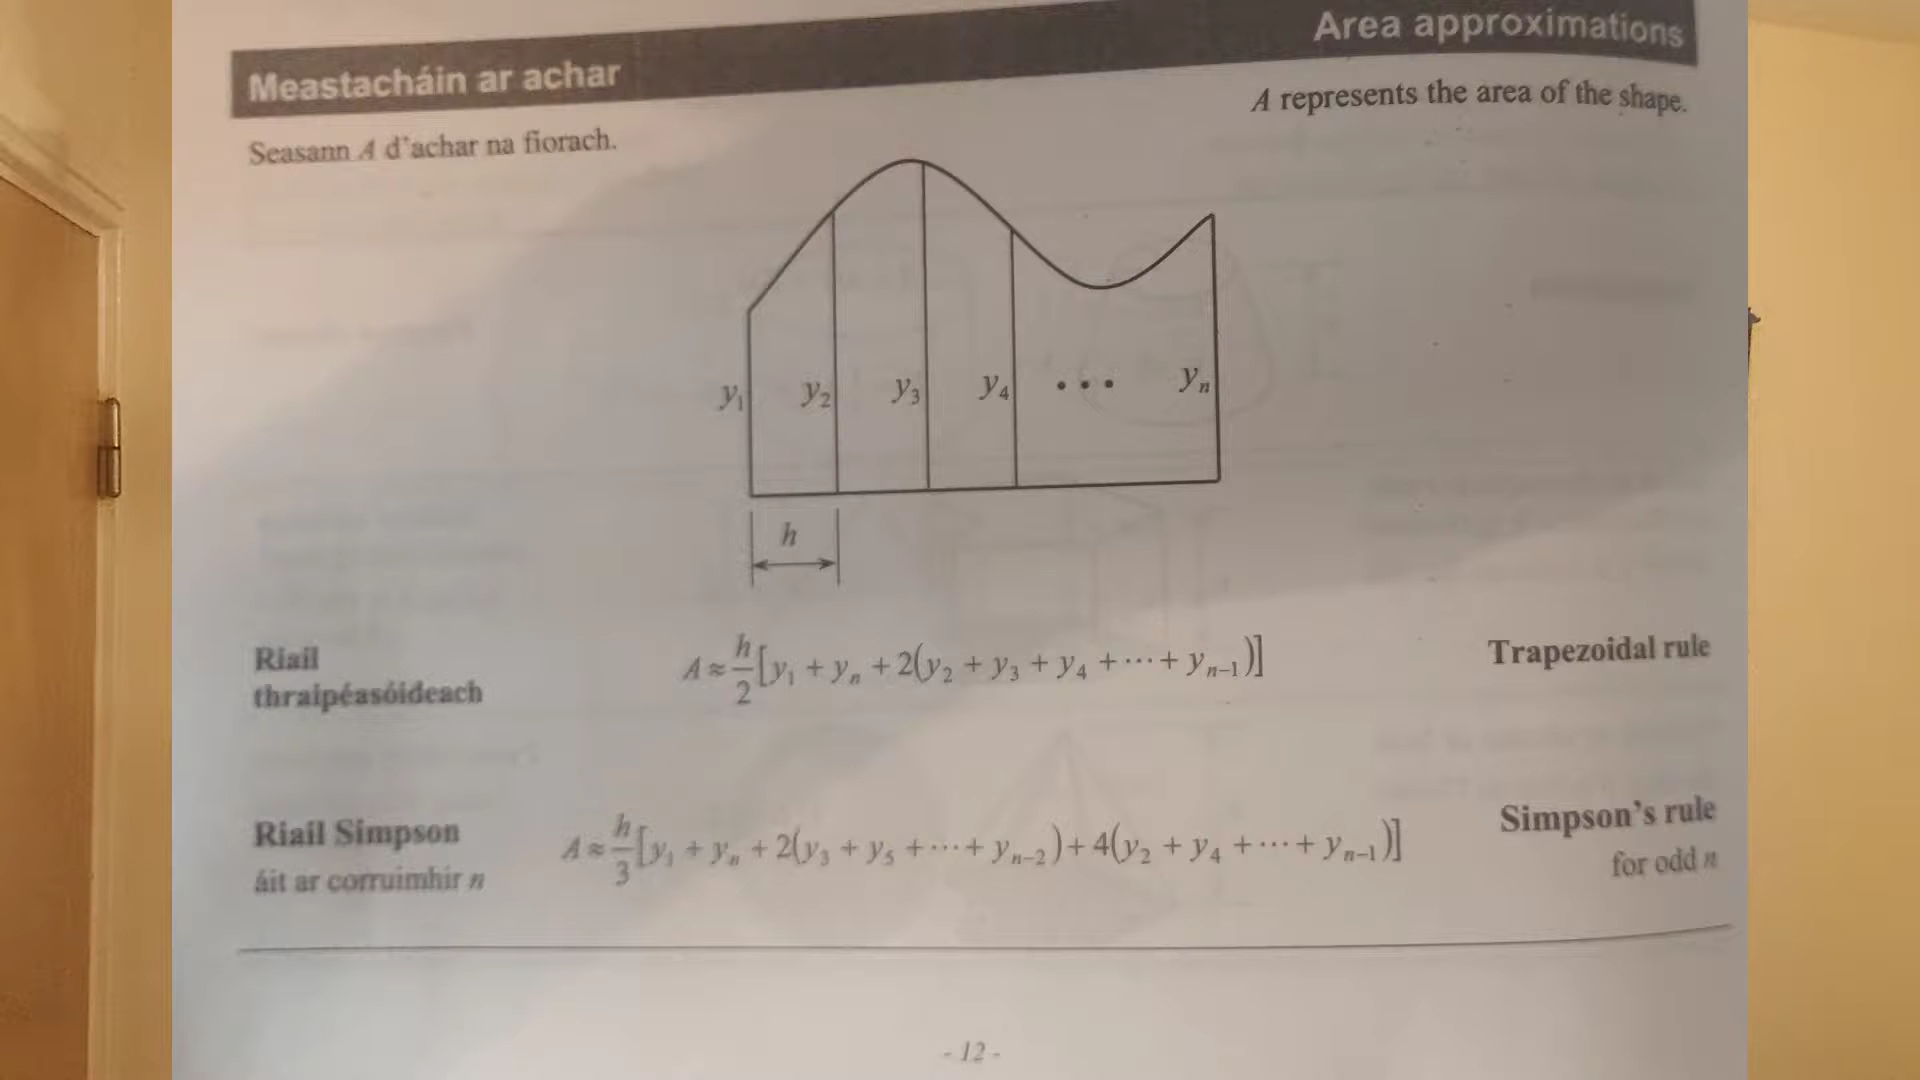 Meastacháin ar achar
Area approximations
Seasann A d'achar na fiorach.
A represents the area of the shape.
y₁ y₂ y₃ y₄ • • • yₙ
h
Riail
thraipéasóideach
A ≈ h/2 [y₁ + yₙ + 2(y₂ + y₃ + y₄ + ⋯ + yₙ₋₁)]
Trapezoidal rule
Riail Simpson
áit ar corruimhir n
A ≈ h/3 [y₁ + yₙ + 2(y₃ + y₅ + ⋯ + yₙ₋₂) + 4(y₂ + y₄ + ⋯ + yₙ₋₁)]
Simpson's rule
for odd n
- 12 -